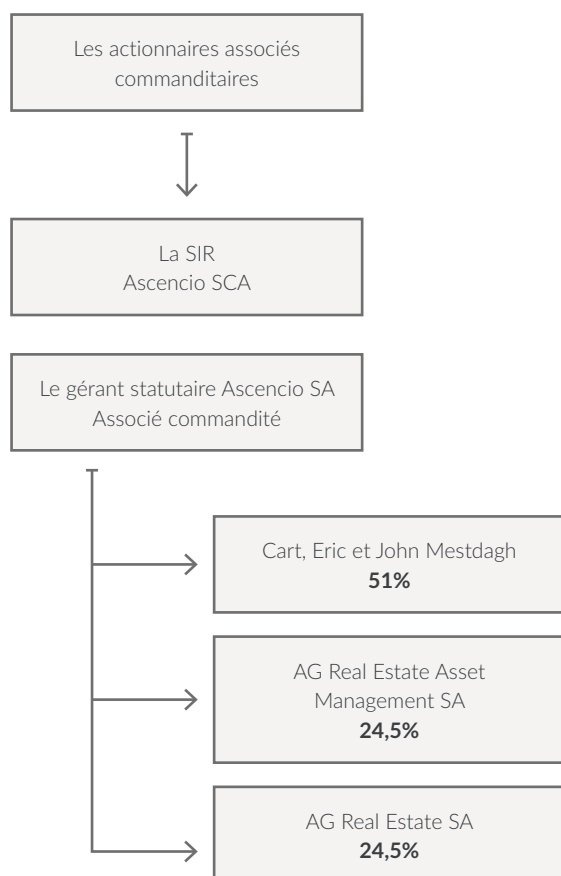 Les actionnaires associés
commanditaires
La SIR
Ascencio SCA
Le gérant statutaire Ascencio SA
Associé commandité
Cart, Eric et John Mestdagh
51%
AG Real Estate Asset
Management SA
24,5%
AG Real Estate SA
24,5%